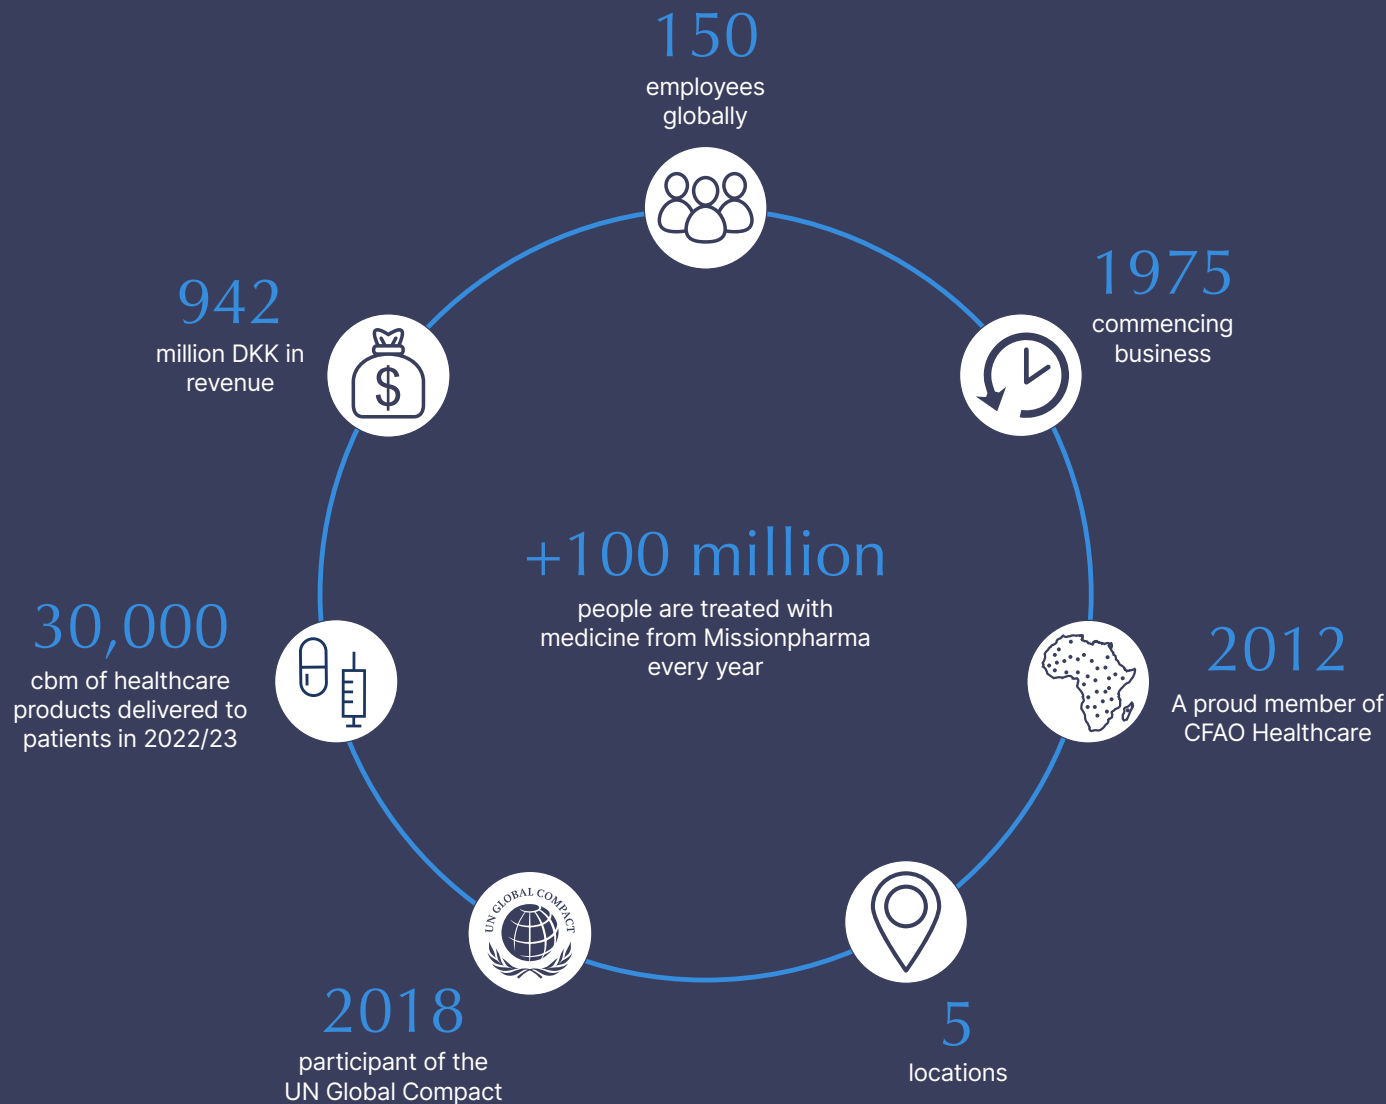 150
employees
globally
1975
commencing
business
942
million DKK in
revenue
$
+100 million
people are treated with
medicine from Missionpharma
every year
30,000
cbm of healthcare
products delivered to
patients in 2022/23
2012
A proud member of
CFAO Healthcare
UN GLOBAL COMPACT
2018
participant of the
UN Global Compact
5
locations